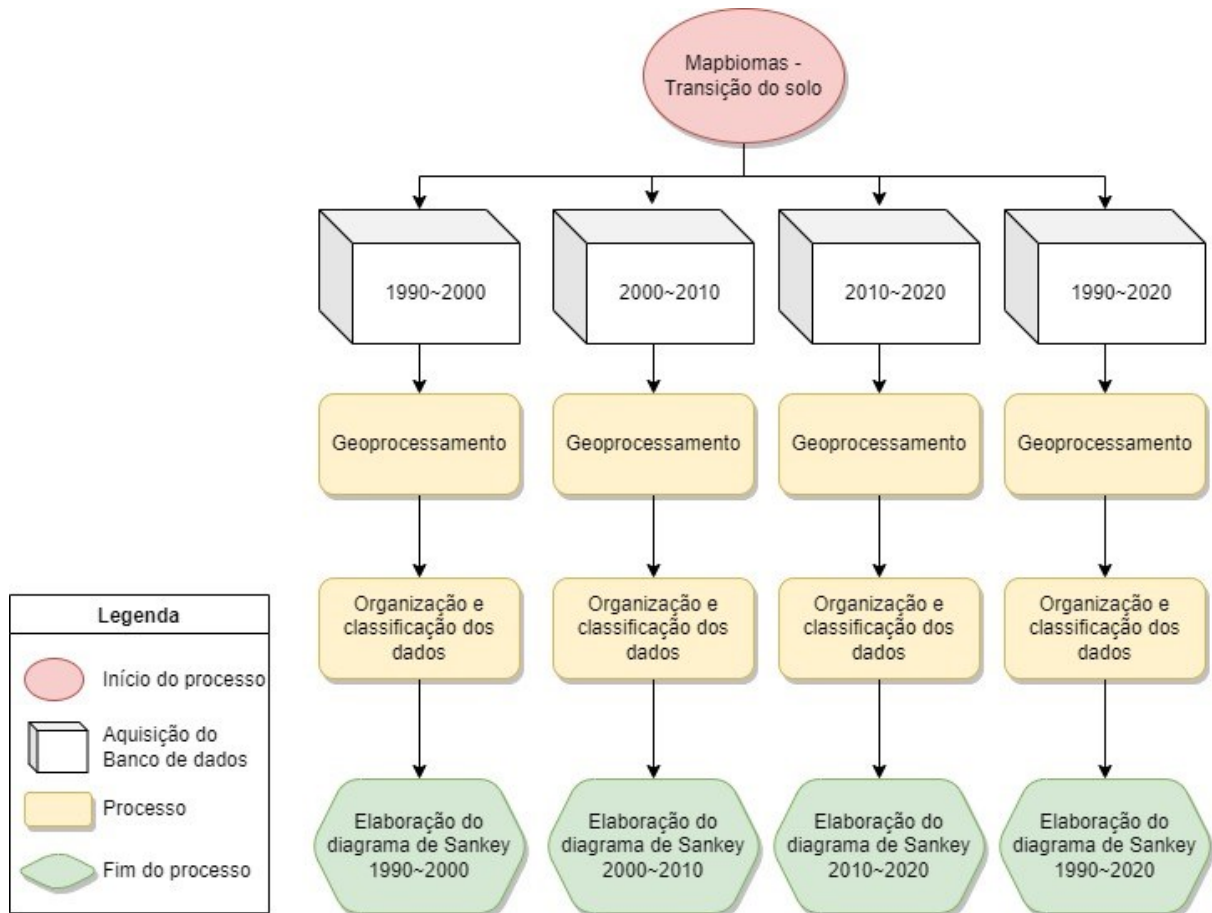 Mapbiomas -
Transição do solo
1990~2000
2000~2010
2010~2020
1990~2020
Geoprocessamento
Geoprocessamento
Geoprocessamento
Geoprocessamento
Organização e
classificação dos
dados
Organização e
classificação dos
dados
Organização e
classificação dos
dados
Organização e
classificação dos
dados
Elaboração do
diagrama de Sankey
1990~2000
Elaboração do
diagrama de Sankey
2000~2010
Elaboração do
diagrama de Sankey
2010~2020
Elaboração do
diagrama de Sankey
1990~2020
Legenda
Início do processo
Aquisição do
Banco de dados
Processo
Fim do processo